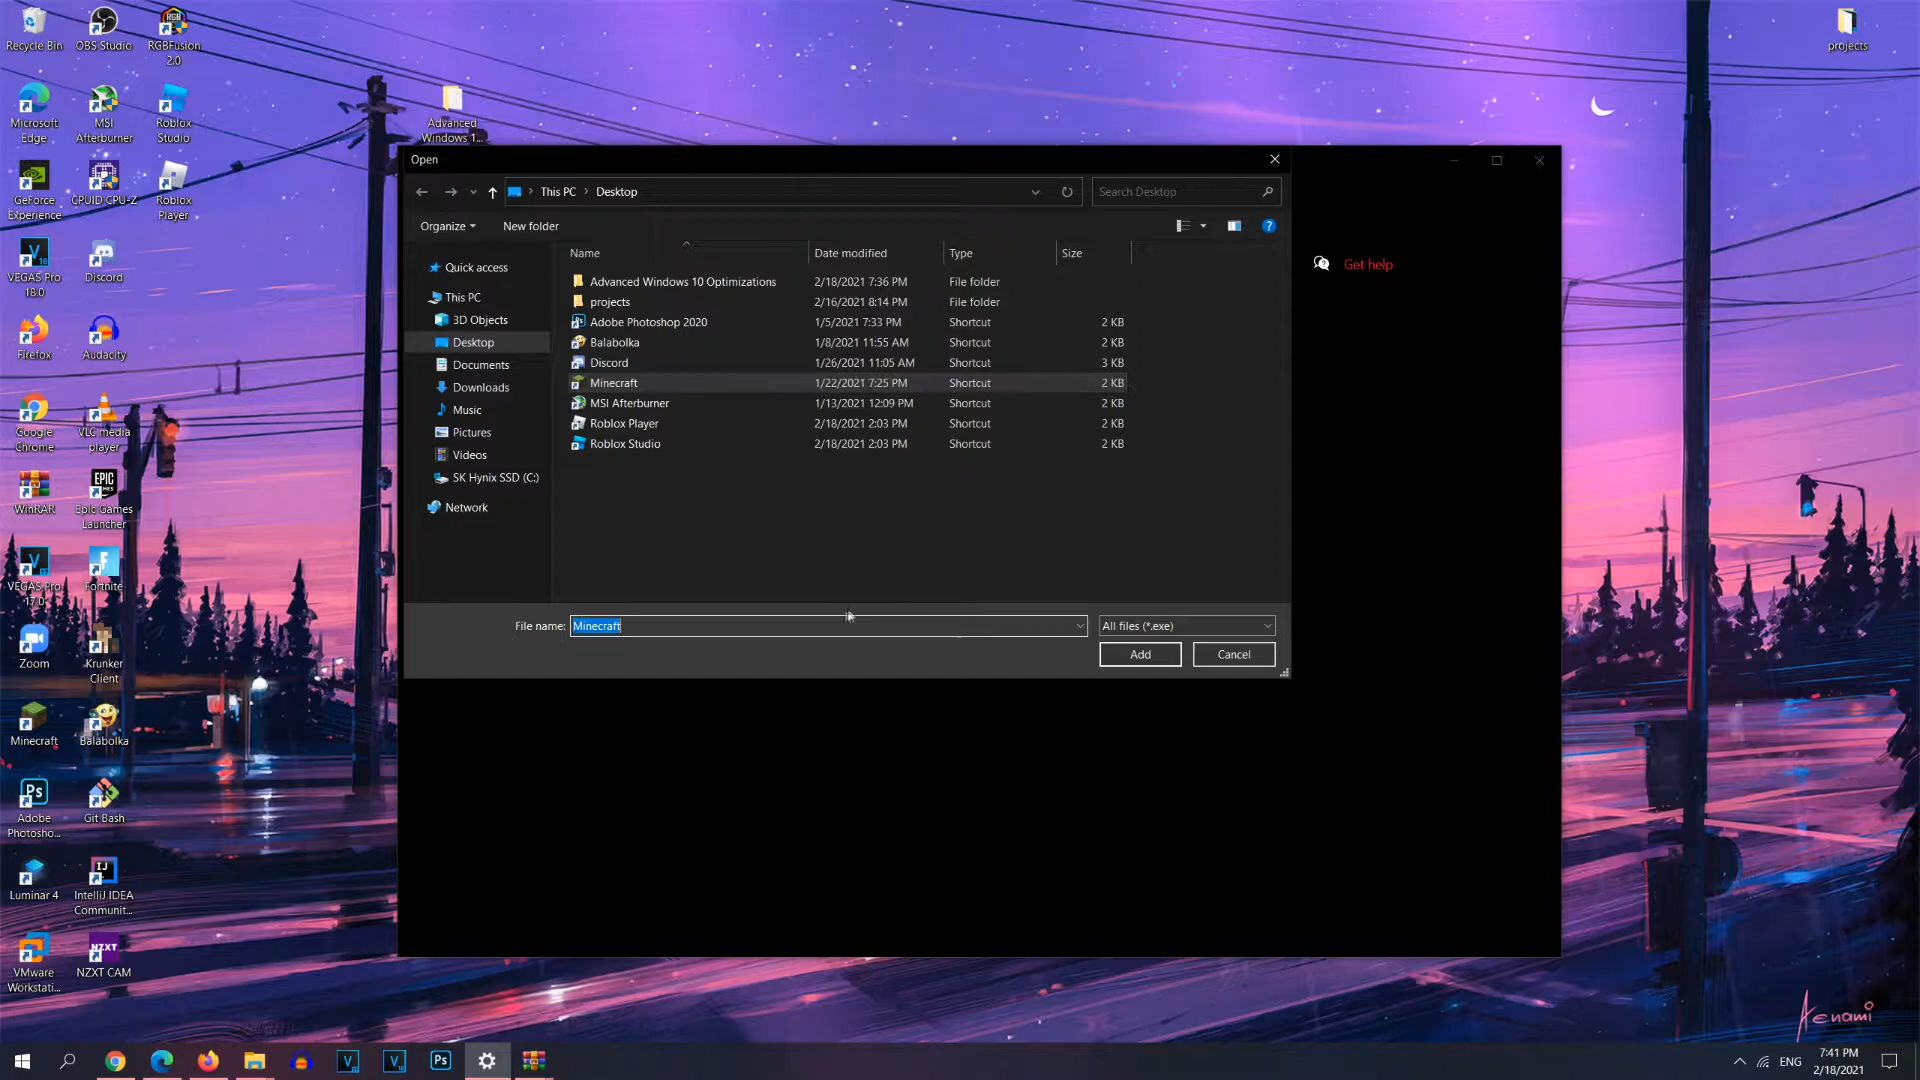 Recycle Bin
OBS Studio
RGBFusion
2.0
projects
Microsoft
Edge
MSI
Afterburner
Roblox
Studio
Advanced
Windows 1...
GeForce
Experience
CPUID CPU-Z
Roblox
Player
VEGAS Pro
18.0
Discord
Firefox
Audacity
Google
Chrome
VLC media
player
WinRAR
Epic Games
Launcher
VEGAS Pro
17.0
Fortnite
Zoom
Krunker
Client
Minecraft
Balabolka
Adobe
Photosho...
Git Bash
Luminar 4
IntelliJ IDEA
Communit...
VMware
Workstati...
NZXT CAM
Open
This PC
Desktop
Search Desktop
Organize
New folder
Name Date modified Type Size
Quick access
This PC
3D Objects
Desktop
Documents
Downloads
Music
Pictures
Videos
SK Hynix SSD (C:)
Network
Advanced Windows 10 Optimizations 2/18/2021 7:36 PM File folder
projects 2/16/2021 8:14 PM File folder
Adobe Photoshop 2020 1/5/2021 7:33 PM Shortcut 2 KB
Balabolka 1/8/2021 11:55 AM Shortcut 2 KB
Discord 1/26/2021 11:05 AM Shortcut 3 KB
Minecraft 1/22/2021 7:25 PM Shortcut 2 KB
MSI Afterburner 1/13/2021 12:09 PM Shortcut 2 KB
Roblox Player 2/18/2021 2:03 PM Shortcut 2 KB
Roblox Studio 2/18/2021 2:03 PM Shortcut 2 KB
File name: Minecraft
All files (*.exe)
Add
Cancel
Get help
Aenami
ENG
7:41 PM
2/18/2021